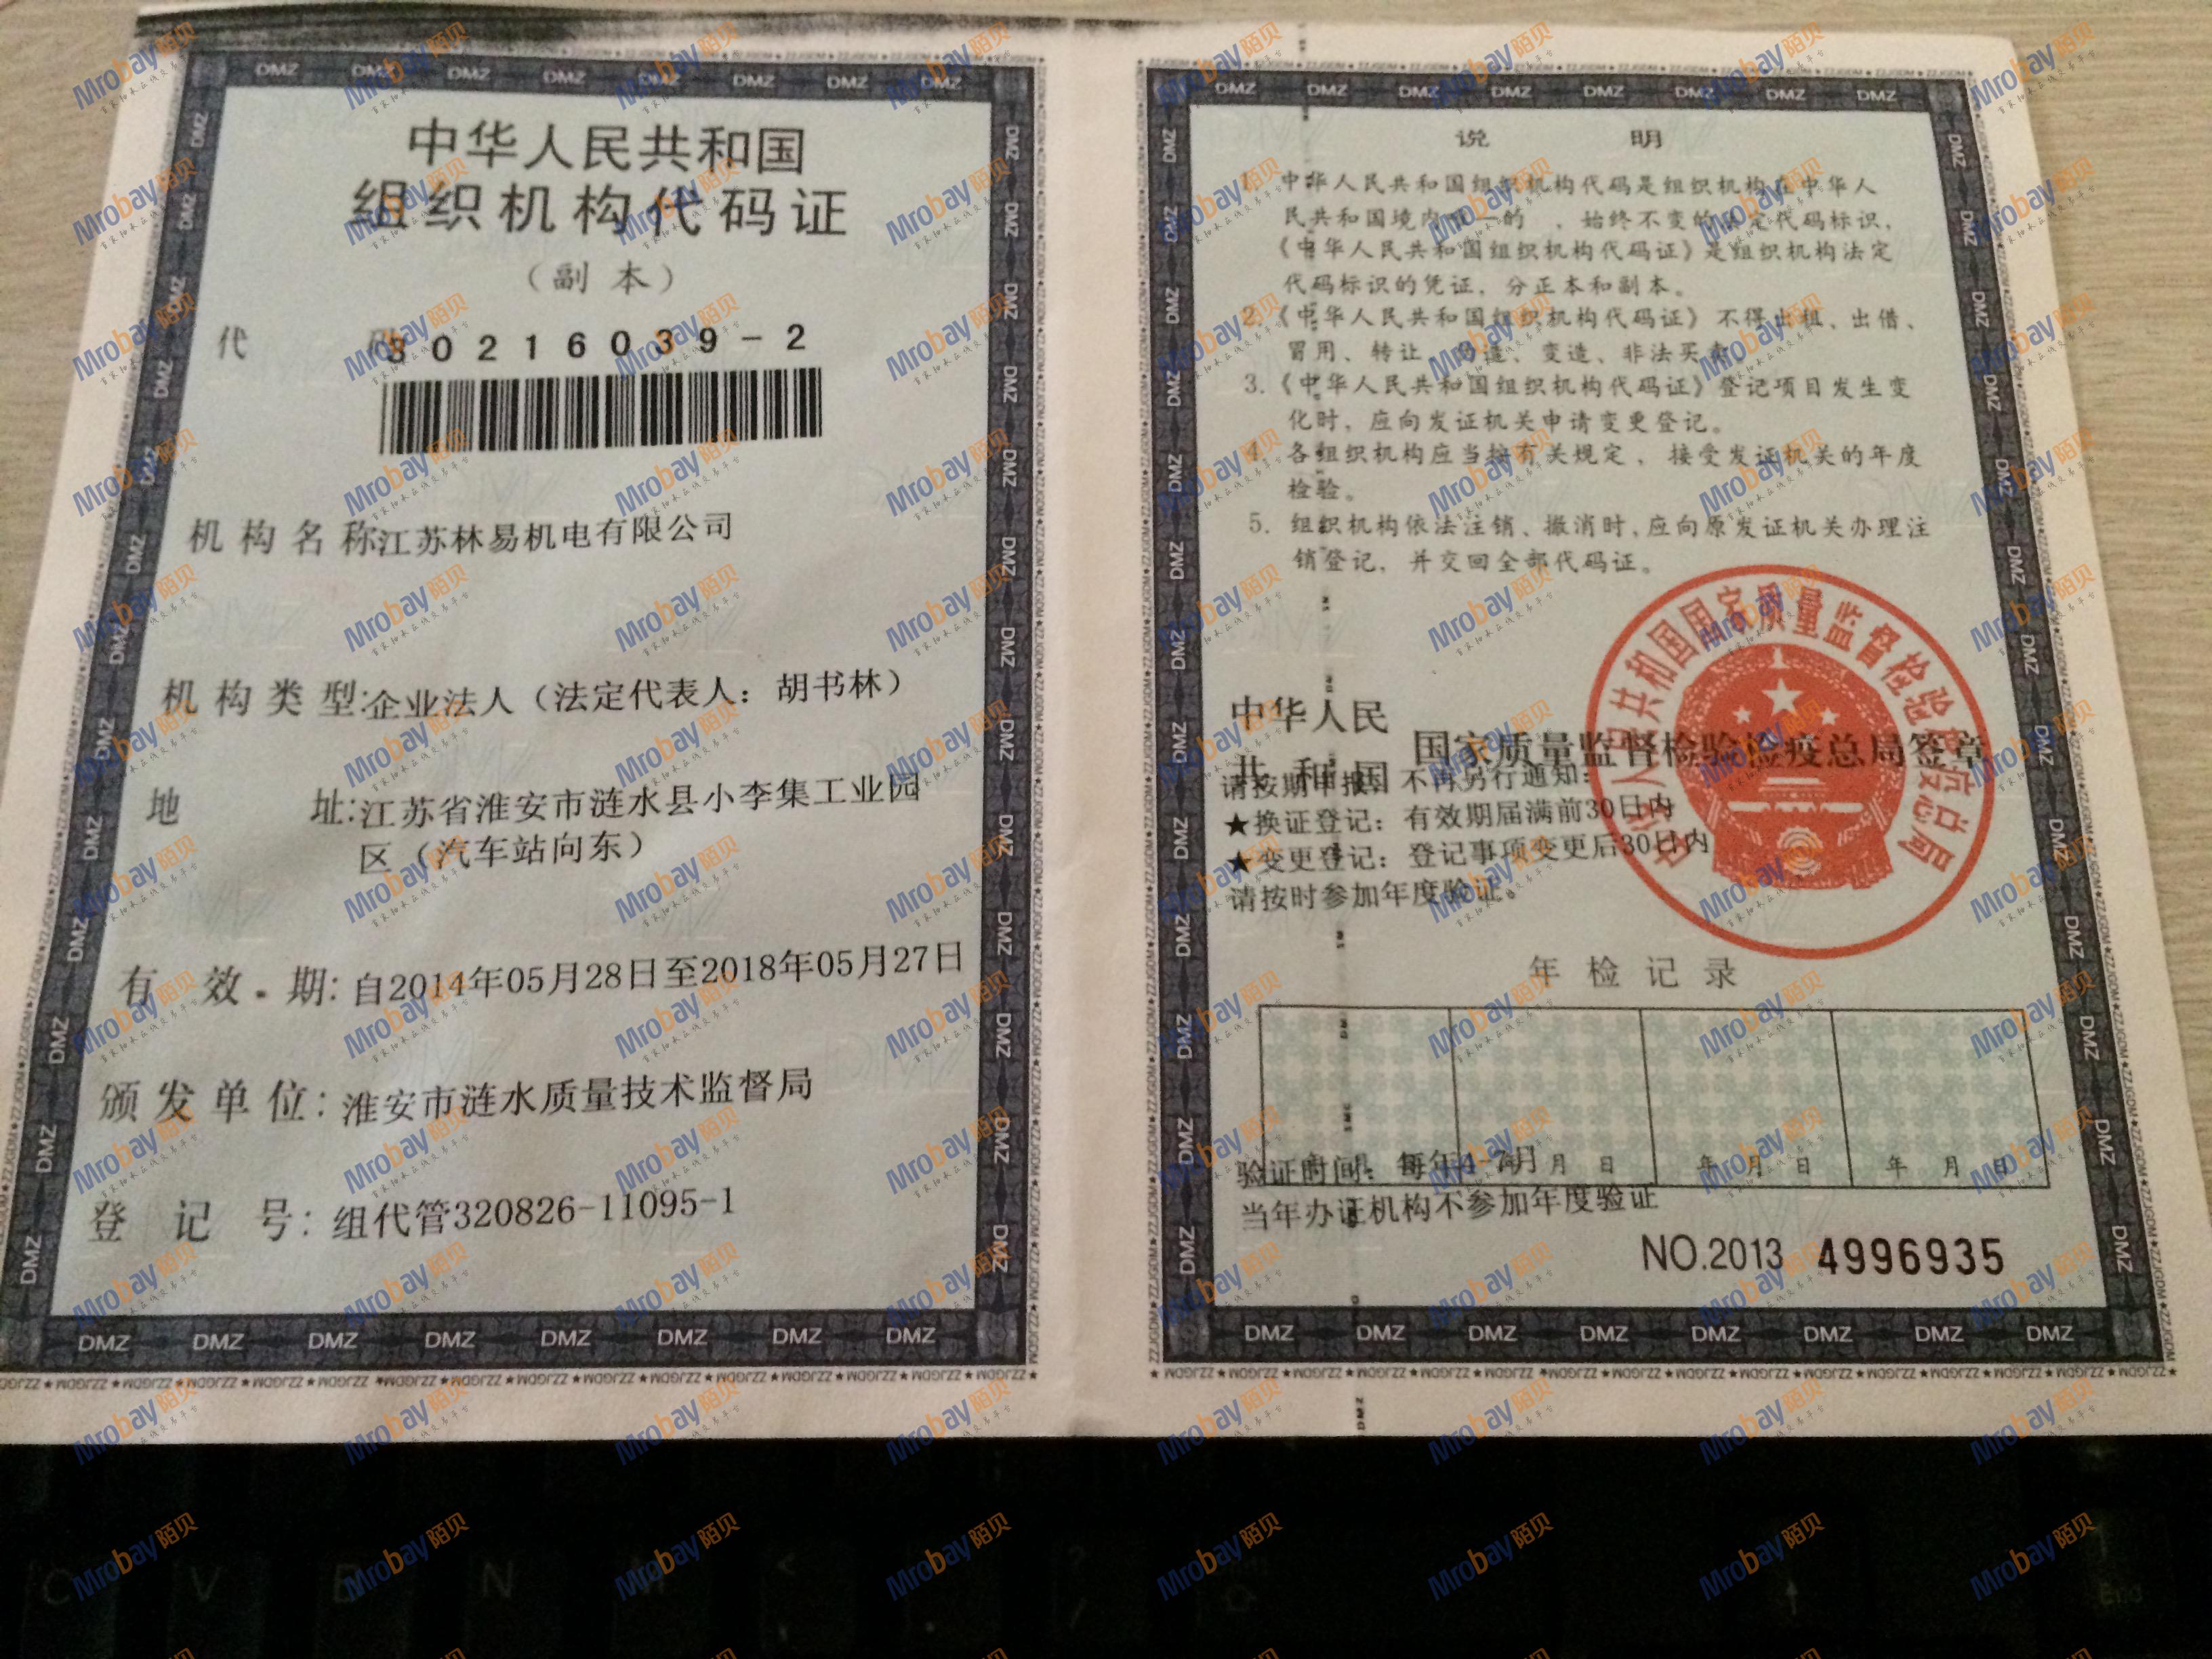 中华人民共和国
组织机构代码证
（副 本）
代 码 30216039-2
机构名称 江苏林易机电有限公司
机构类型: 企业法人（法定代表人：胡书林）
地 址: 江苏省淮安市涟水县小李集工业园
区（汽车站向东）
有 效 期: 自2014年05月28日至2018年05月27日
颁发单位: 淮安市涟水质量技术监督局
登 记 号: 组代管320826-11095-1
说 明
中华人民共和国组织机构代码是组织机构在中华人
民共和国境内唯一的 、始终不变的法定代码标识，
《中华人民共和国组织机构代码证》是组织机构法定
代码标识的凭证，分正本和副本。
2.《中华人民共和国组织机构代码证》不得出租、出借、
冒用、转让、伪造、变造、非法买卖。
3.《中华人民共和国组织机构代码证》登记项目发生变
化时，应向发证机关申请变更登记。
4. 各组织机构应当按有关规定，接受发证机关的年度
检验。
5. 组织机构依法注销、撤消时，应向原发证机关办理注
销登记，并交回全部代码证。
中华人民
共和国 国家质量监督检验检疫总局签章
请按期申报，不再另行通知：
★换证登记：有效期届满前30日内
★变更登记：登记事项变更后30日内
请按时参加年度验证。
年检记录
年 月 日 年 月 日
验证时间：每年4-7月
当年办证机构不参加年度验证
NO.2013 4996935
DMZ
Mrobay陌贝